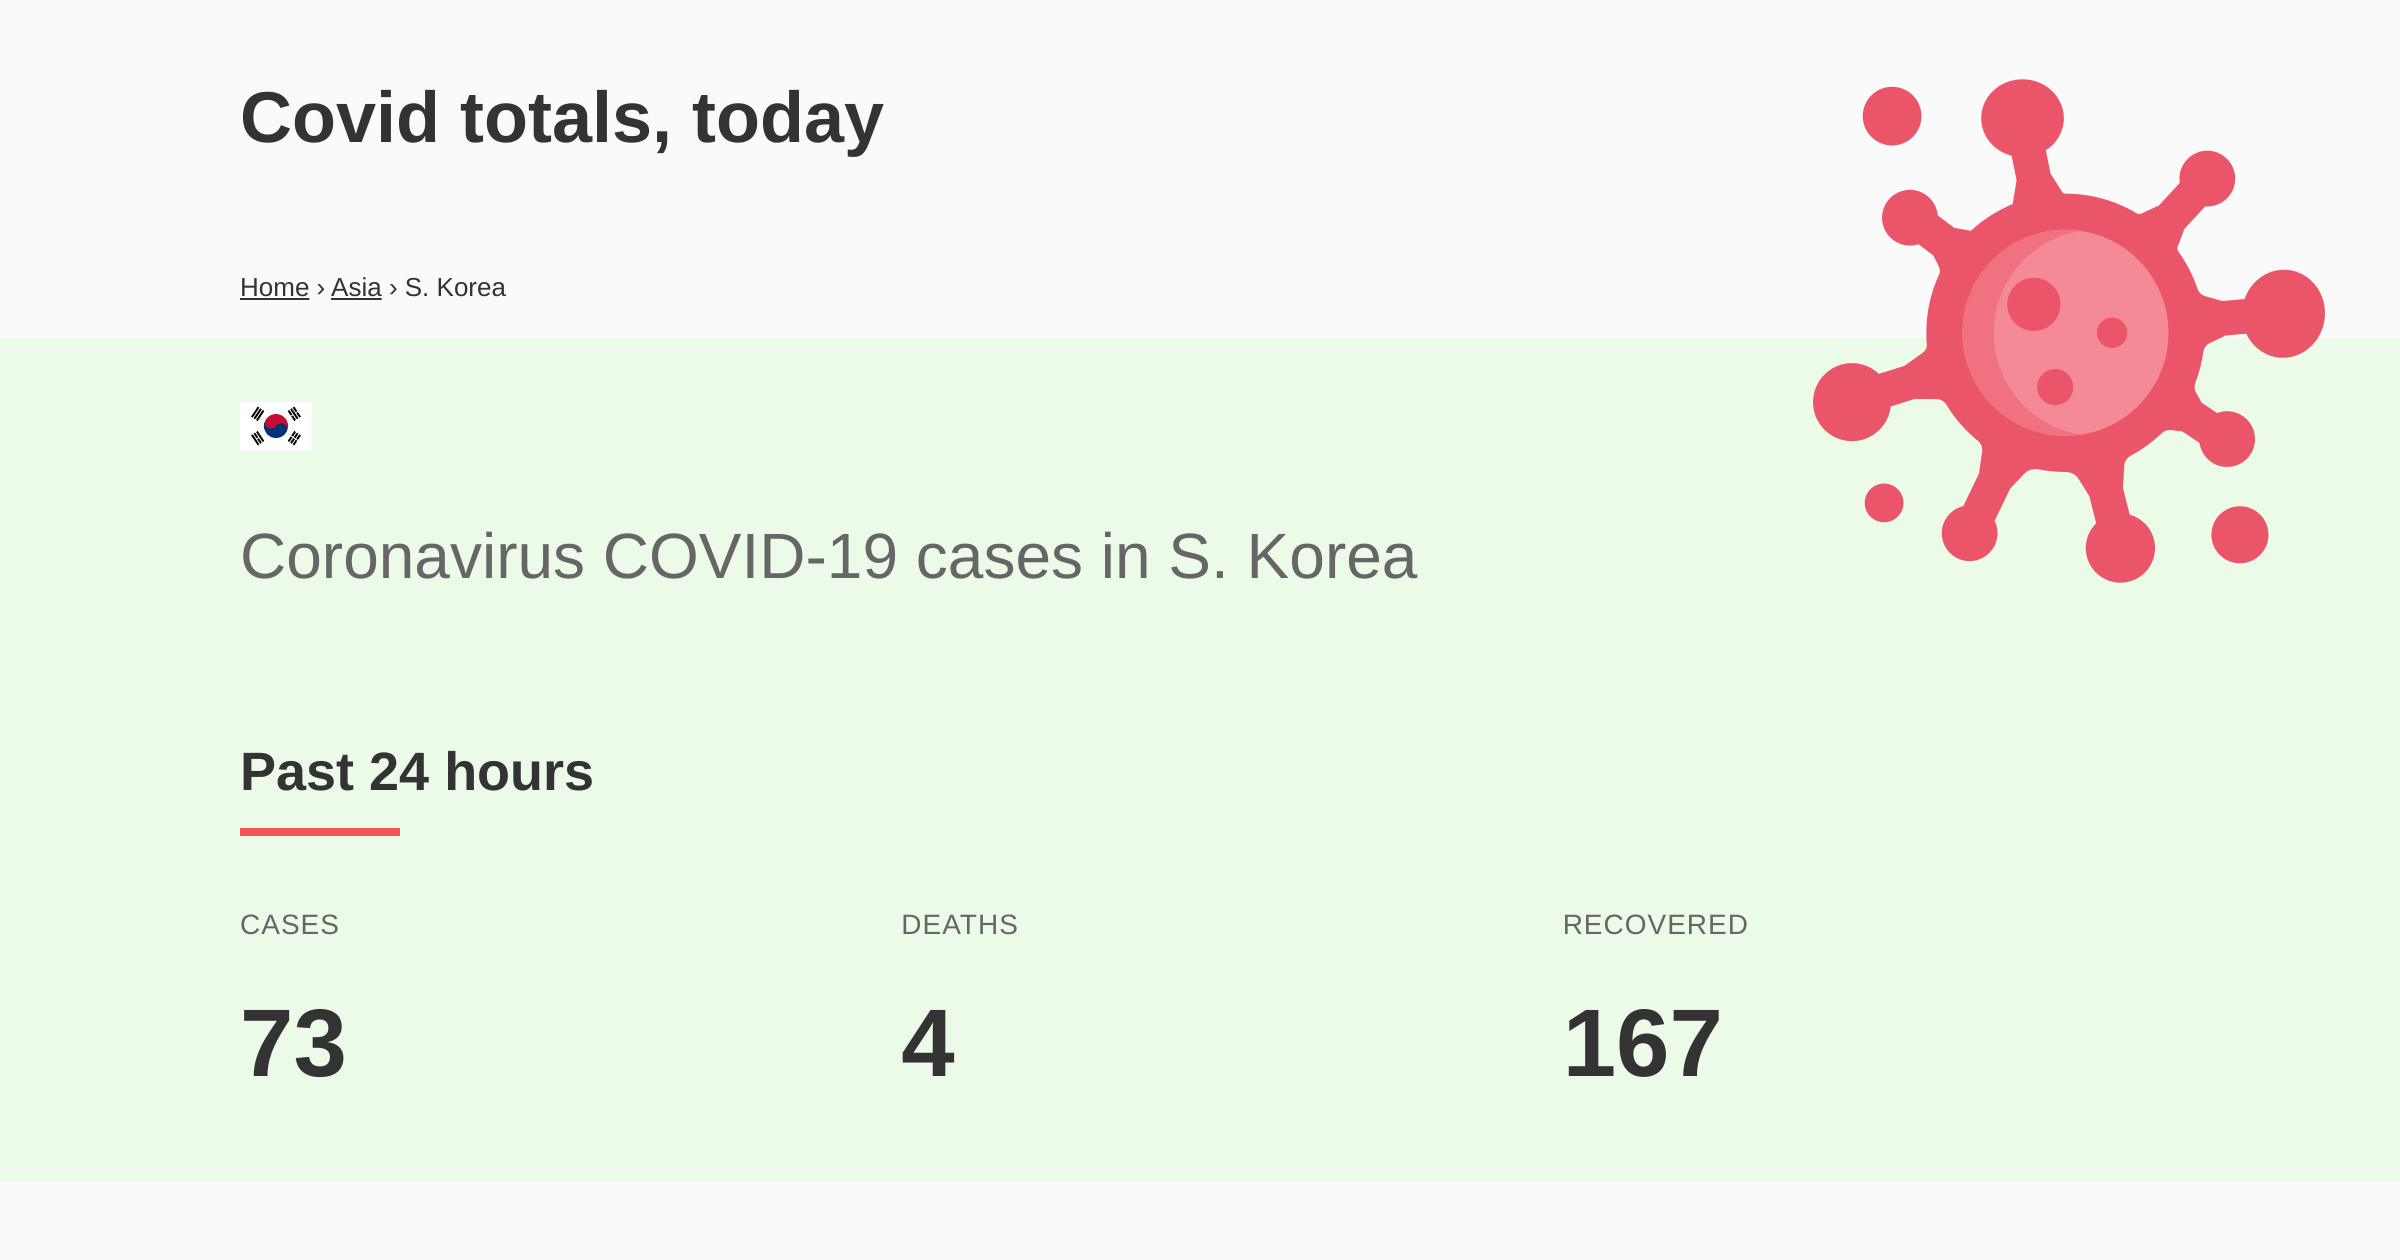 Covid totals, today
Home › Asia › S. Korea
Coronavirus COVID-19 cases in S. Korea
Past 24 hours
CASES DEATHS RECOVERED
73 4 167